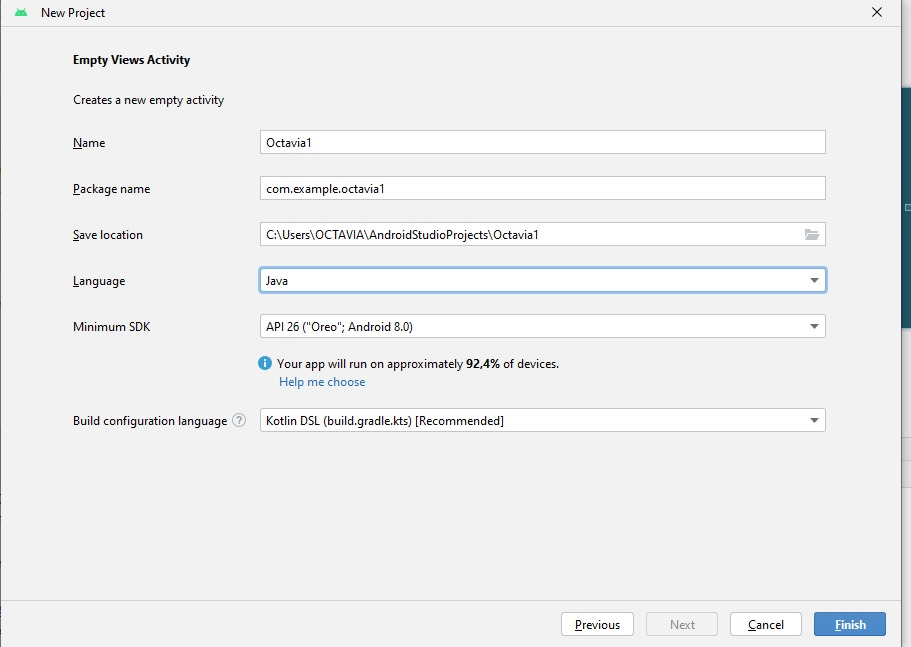 New Project
Empty Views Activity
Creates a new empty activity
Name Octavia1
Package name com.example.octavia1
Save location C:\Users\OCTAVIA\AndroidStudioProjects\Octavia1
Language Java
Minimum SDK API 26 ("Oreo"; Android 8.0)
Your app will run on approximately 92,4% of devices.
Help me choose
Build configuration language ? Kotlin DSL (build.gradle.kts) [Recommended]
Previous Next Cancel Finish